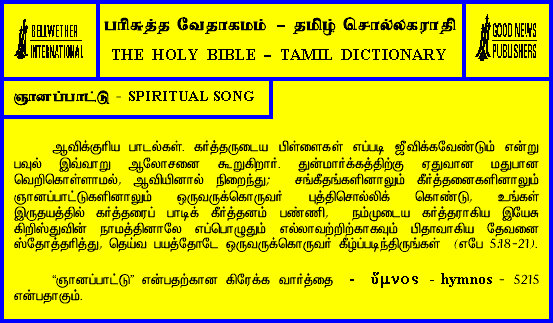 BELLWETHER
INTERNATIONAL
பரிசுத்த வேதாகமம் – தமிழ் சொல்லகராதி
THE HOLY BIBLE – TAMIL DICTIONARY
GOOD NEWS
PUBLISHERS
ஞானப்பாட்டு - SPIRITUAL SONG
ஆவிக்குரிய பாடல்கள். கர்த்தருடைய பிள்ளைகள் எப்படி ஜீவிக்கவேண்டும் என்று
பவுல் இவ்வாறு ஆலோசனை கூறுகிறார். துன்மார்க்கத்திற்கு ஏதுவான மதுபான
வெறிகொள்ளாமல், ஆவியினால் நிறைந்து; சங்கீதங்களினாலும் கீர்த்தனைகளினாலும்
ஞானப்பாட்டுகளினாலும் ஒருவருக்கொருவர் புத்திசொல்லிக் கொண்டு, உங்கள்
இருதயத்தில் கர்த்தரைப் பாடிக் கீர்த்தனம் பண்ணி, நம்முடைய கர்த்தராகிய இயேசு
கிறிஸ்துவின் நாமத்தினாலே எப்பொழுதும் எல்லாவற்றிற்காகவும் பிதாவாகிய தேவனை
ஸ்தோத்தரித்து, தெய்வ பயத்தோடே ஒருவருக்கொருவர் கீழ்ப்படிந்திருங்கள் (எபே 5:18-21).
“ஞானப்பாட்டு” என்பதற்கான கிரேக்க வார்த்தை - ὕμνος - hymnos - 5215
என்பதாகும்.